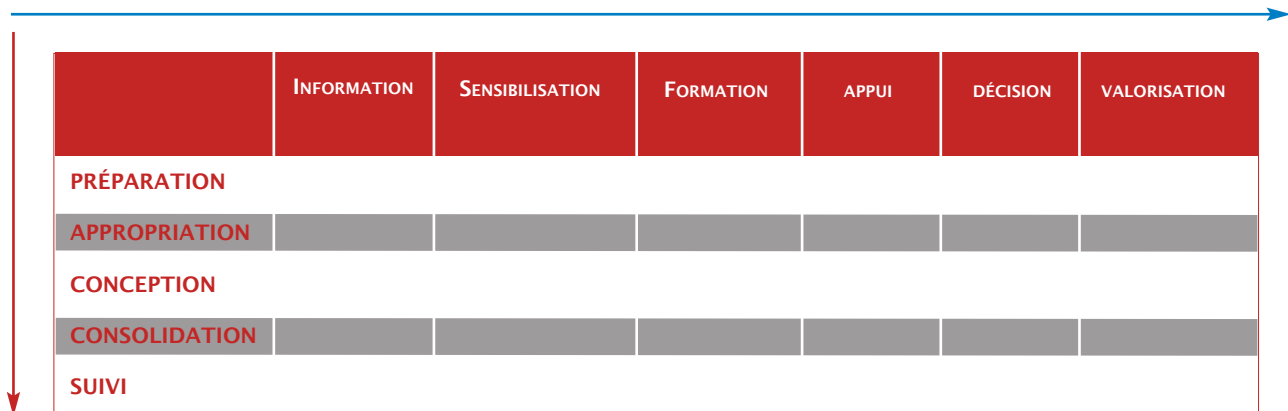 Information Sensibilisation Formation appui décision valorisation
PRÉPARATION
APPROPRIATION
CONCEPTION
CONSOLIDATION
SUIVI